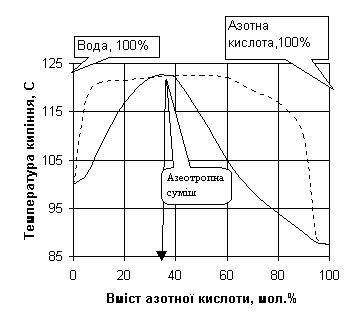 Вода, 100%
Азотна
кислота,100%
Температура кипіння, С
125
115
105
95
85
Азеотропна
суміш
0
20
40
60
80
100
Вміст азотної кислоти, мол.%